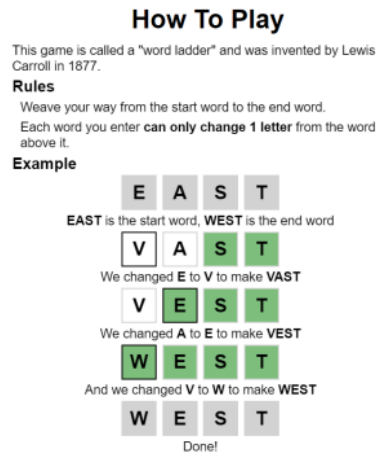 How To Play
This game is called a "word ladder" and was invented by Lewis
Carroll in 1877.
Rules
Weave your way from the start word to the end word.
Each word you enter can only change 1 letter from the word
above it.
Example
E A S T
EAST is the start word, WEST is the end word
V A S T
We changed E to V to make VAST
V E S T
We changed A to E to make VEST
W E S T
And we changed V to W to make WEST
W E S T
Done!